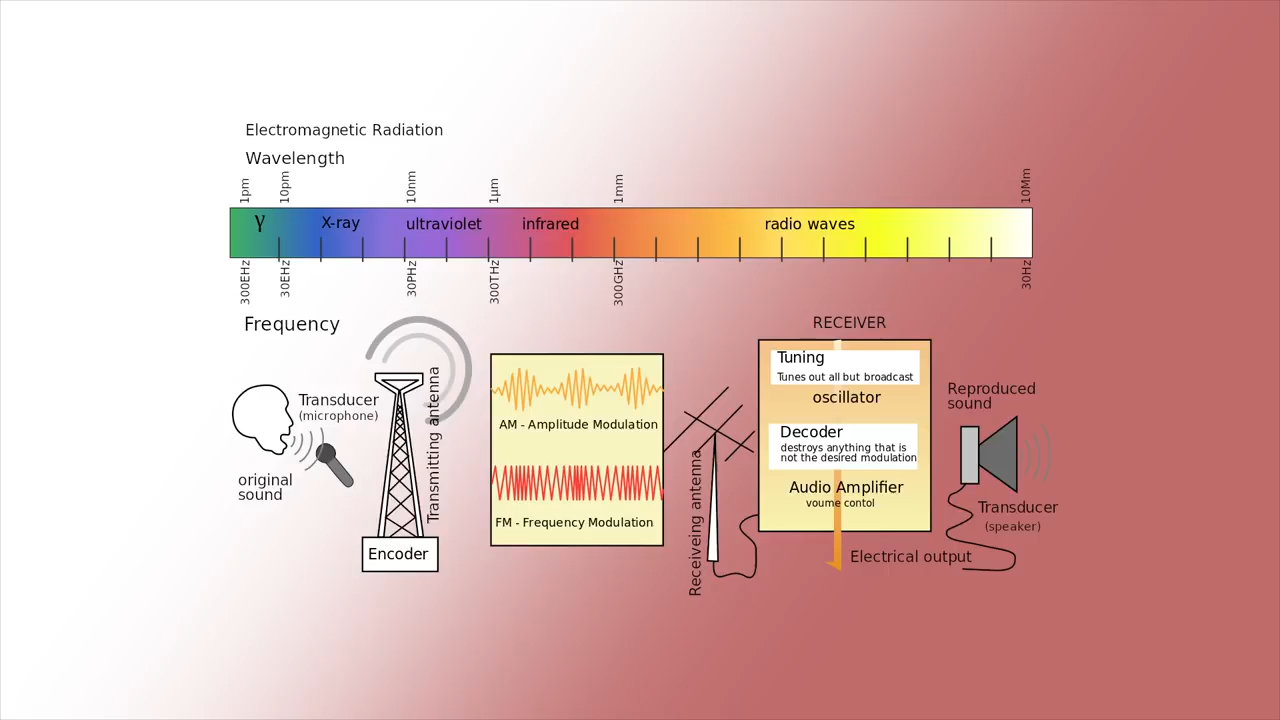 Electromagnetic Radiation
Wavelength
1pm 10pm 10nm 1μm 1mm 10Mm
γ X-ray ultraviolet infrared radio waves
300EHz 30EHz 30PHz 300THz 300GHz 30Hz
Frequency
original
sound
Transducer
(microphone)
Transmitting antenna
Encoder
AM - Amplitude Modulation
FM - Frequency Modulation
Receiveing antenna
RECEIVER
Tuning
Tunes out all but broadcast
oscillator
Decoder
destroys anything that is
not the desired modulation
Audio Amplifier
voume contol
Electrical output
Reproduced
sound
Transducer
(speaker)